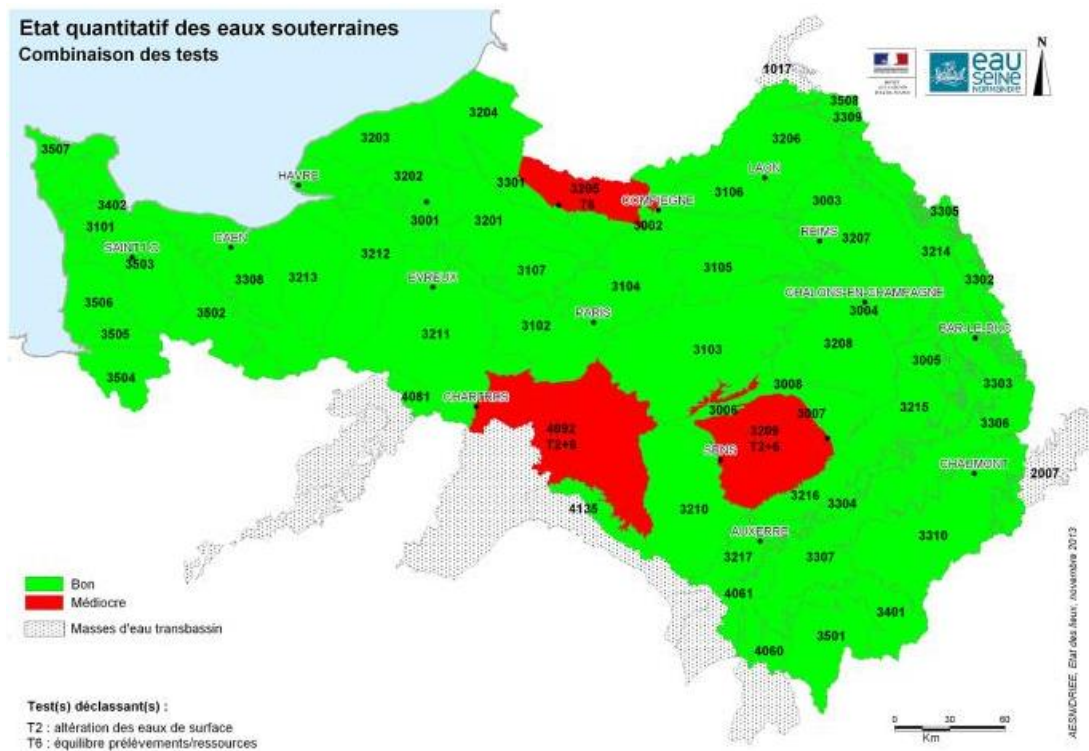 Etat quantitatif des eaux souterraines
Combinaison des tests
N
eau
SEINE
NORMANDIE
1017
3508
3309
3204
3203
3206
3507
LAON
HAVRE
3202
3301
3205
T6
3106
COMPIEGNE
3003
3305
3402
3101
3001
3201
3002
REIMS
3207
3214
CAEN
SAINT-LO
3503
3212
3308
3213
3107
3105
3302
EVREUX
3104
3506
3502
CHALONS-EN-CHAMPAGNE
3004
3505
3102
PARIS
3211
3103
3208
BAR-LE-DUC
3005
3504
3008
3303
4081
CHARTRES
3006
3007
3215
4092
T2+6
3209
T2+6
3306
SENS
CHAUMONT
2007
4135
3210
3216
3304
AUXERRE
3310
3217
3307
4061
3401
3501
4060
Bon
Médiocre
Masses d'eau transbassin
Test(s) déclassant(s) :
T2 : altération des eaux de surface
T6 : équilibre prélèvements/ressources
0 30 60
Km
AESN/DRIEE, Etat des lieux, novembre 2013